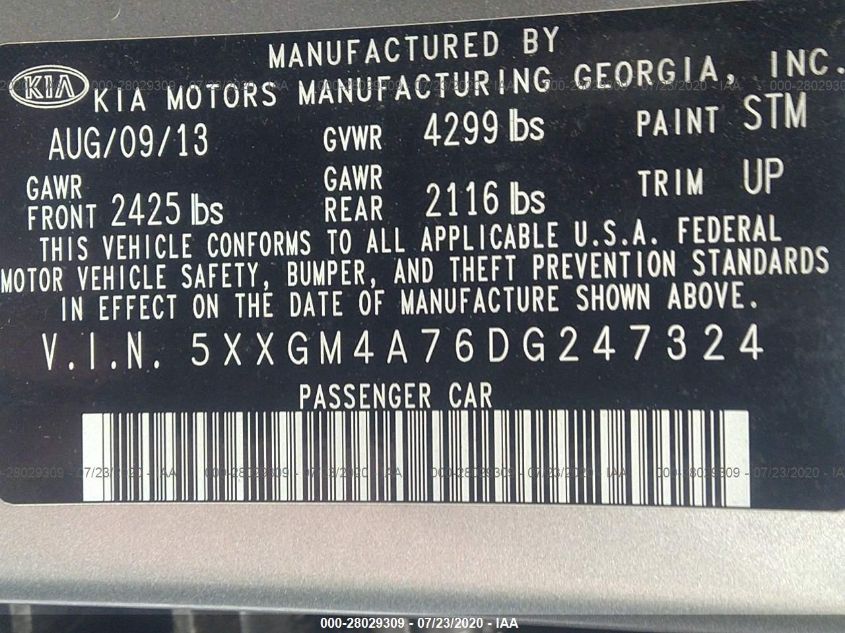 MANUFACTURED BY
KIA KIA MOTORS MANUFACTURING GEORGIA, INC.
AUG/09/13 GVWR 4299 lbs PAINT STM
GAWR FRONT 2425 lbs GAWR REAR 2116 lbs TRIM UP
THIS VEHICLE CONFORMS TO ALL APPLICABLE U.S.A. FEDERAL
MOTOR VEHICLE SAFETY, BUMPER, AND THEFT PREVENTION STANDARDS
IN EFFECT ON THE DATE OF MANUFACTURE SHOWN ABOVE.
V.I.N. 5XXGM4A76DG247324
PASSENGER CAR
000-28029309 - 07/23/2020 - IAA